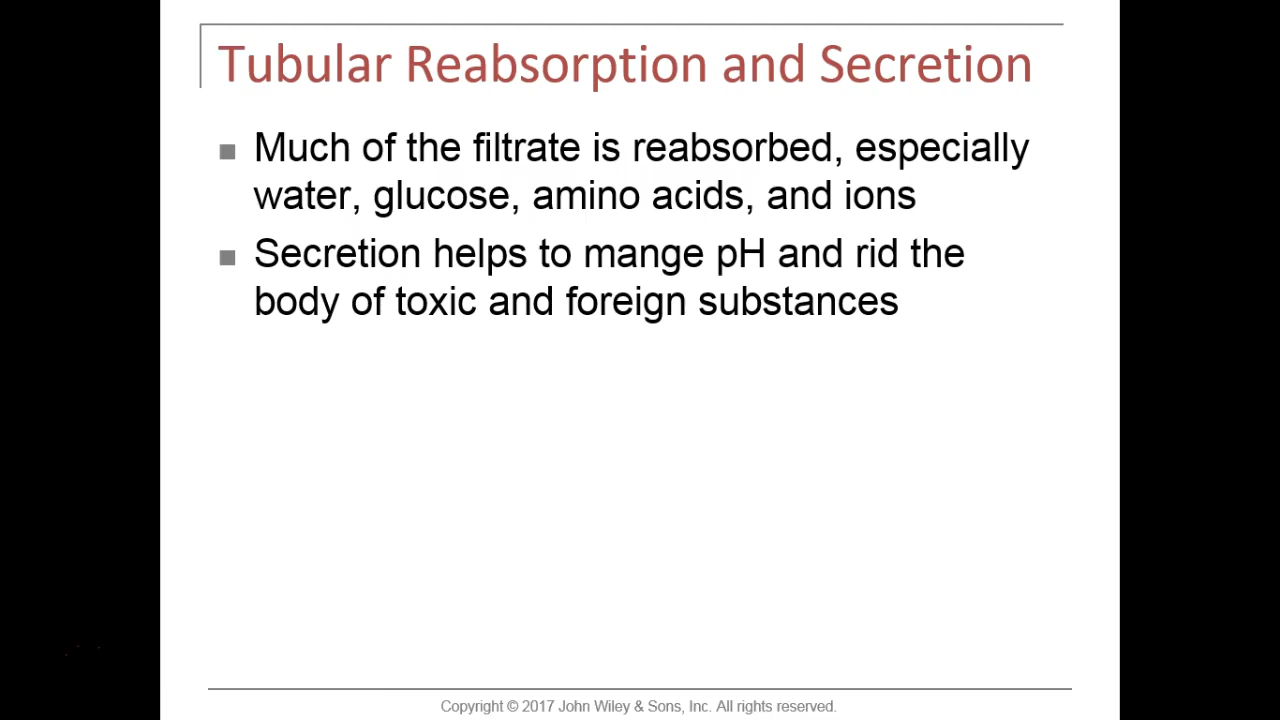 Tubular Reabsorption and Secretion
Much of the filtrate is reabsorbed, especially
water, glucose, amino acids, and ions
Secretion helps to mange pH and rid the
body of toxic and foreign substances
Copyright © 2017 John Wiley & Sons, Inc. All rights reserved.